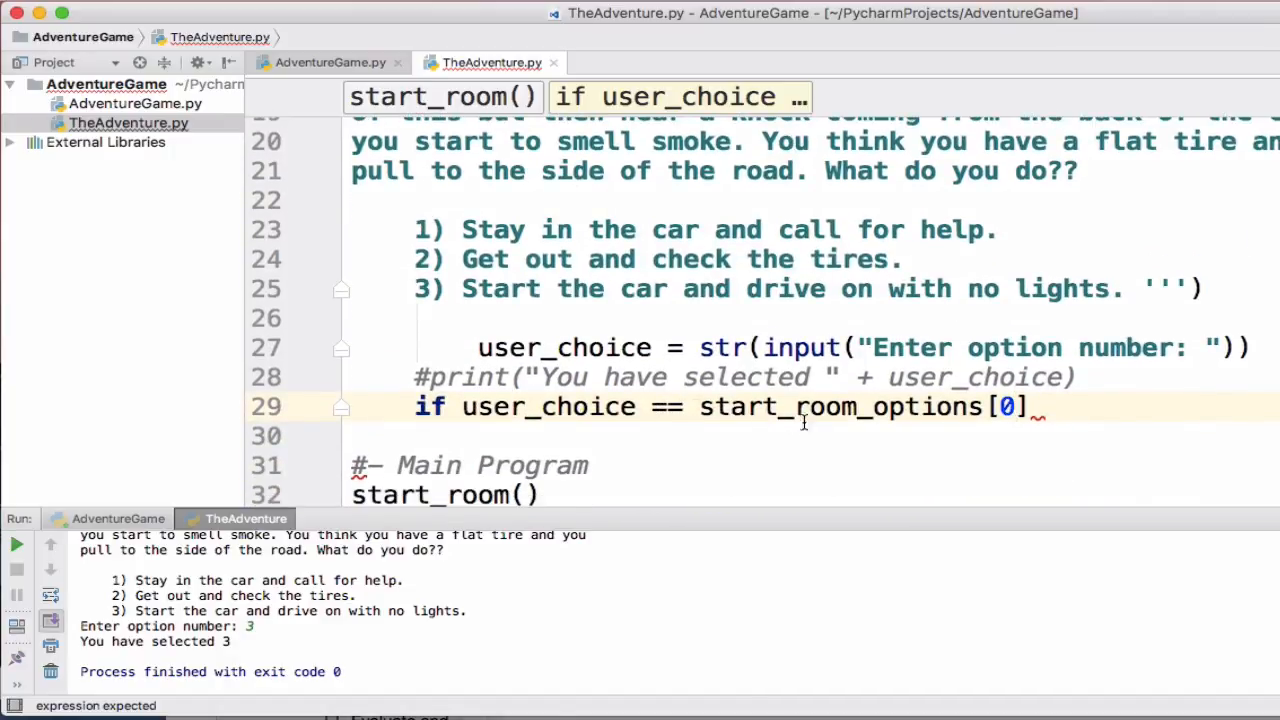 TheAdventure.py - AdventureGame - [~/PycharmProjects/AdventureGame]
AdventureGame TheAdventure.py
Project AdventureGame.py TheAdventure.py
AdventureGame ~/Pycharm
AdventureGame.py
TheAdventure.py
External Libraries
start_room() if user_choice ...
20 you start to smell smoke. You think you have a flat tire an
21 pull to the side of the road. What do you do??
22
23 1) Stay in the car and call for help.
24 2) Get out and check the tires.
25 3) Start the car and drive on with no lights. ''')
26
27 user_choice = str(input("Enter option number: "))
28 #print("You have selected " + user_choice)
29 if user_choice == start_room_options[0]
30
31 #- Main Program
32 start_room()
Run: AdventureGame TheAdventure
you start to smell smoke. You think you have a flat tire and you
pull to the side of the road. What do you do??
1) Stay in the car and call for help.
2) Get out and check the tires.
3) Start the car and drive on with no lights.
Enter option number: 3
You have selected 3
Process finished with exit code 0
expression expected